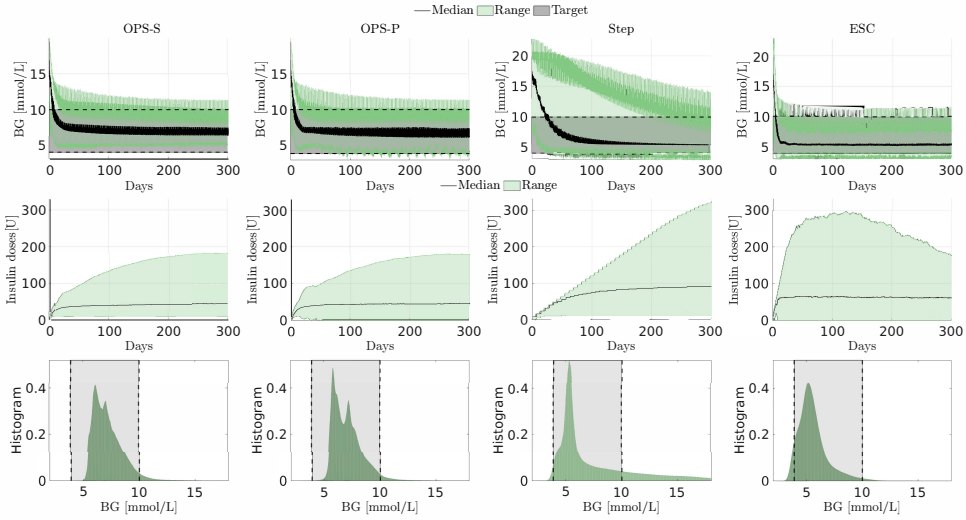 Median Range Target
OPS-S OPS-P Step ESC
BG [mmol/L] 15 10 5
BG [mmol/L] 15 10 5
BG [mmol/L] 20 15 10 5
BG [mmol/L] 20 15 10 5
0 100 200 300 0 100 200 300 0 100 200 300 0 100 200 300
Days Days Days Days
Median Range
Insulin doses[U] 300 200 100 0
Insulin doses[U] 300 200 100 0
Insulin doses[U] 300 200 100 0
Insulin doses[U] 300 200 100 0
0 100 200 300 0 100 200 300 0 100 200 300 0 100 200 300
Days Days Days Days
Histogram 0.4 0.2 0
Histogram 0.4 0.2 0
Histogram 0.4 0.2 0
Histogram 0.4 0.2 0
5 10 15 5 10 15 5 10 15 5 10 15
BG [mmol/L] BG [mmol/L] BG [mmol/L] BG [mmol/L]